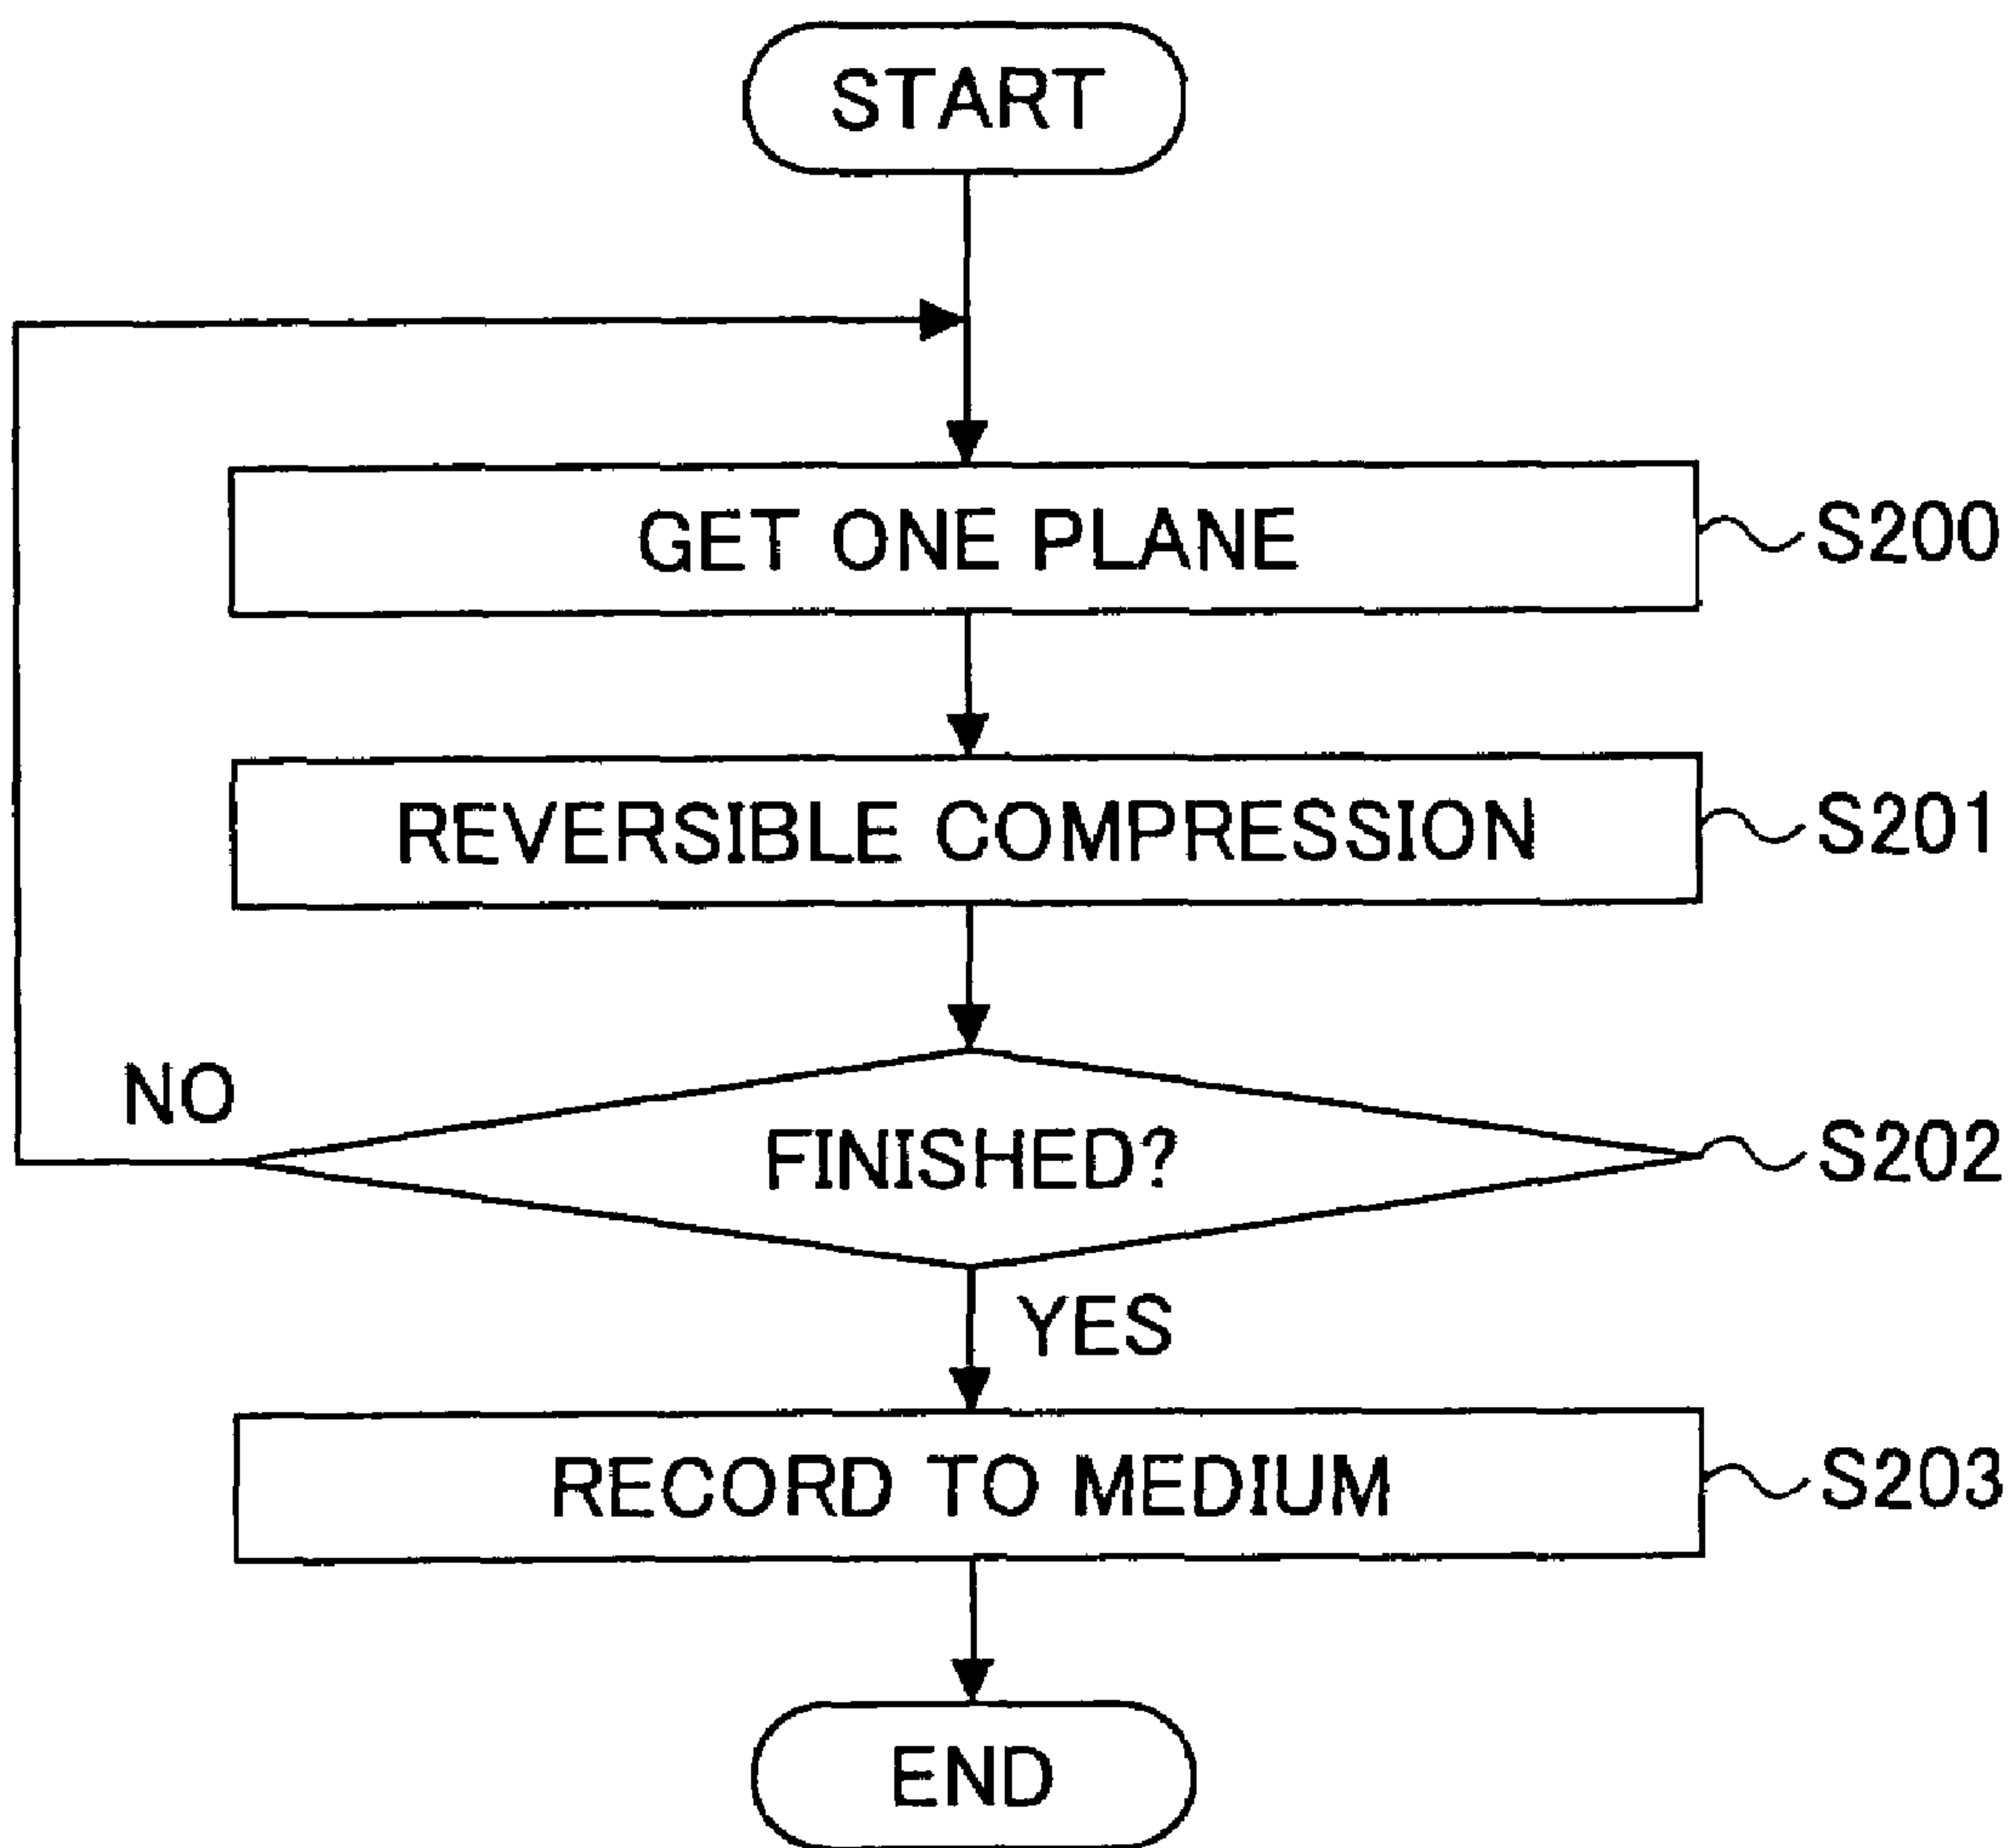 START
GET ONE PLANE
S200
REVERSIBLE COMPRESSION
S201
NO
FINISHED?
S202
YES
RECORD TO MEDIUM
S203
END